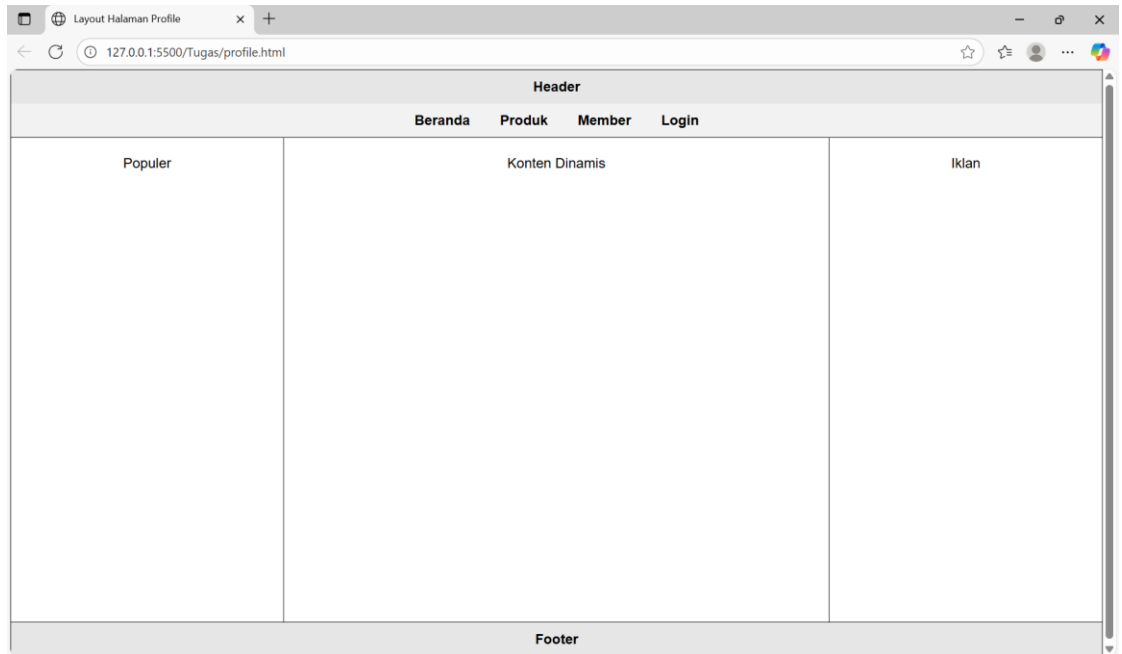 Layout Halaman Profile
127.0.0.1:5500/Tugas/profile.html
Header
Beranda Produk Member Login
Populer Konten Dinamis Iklan
Footer